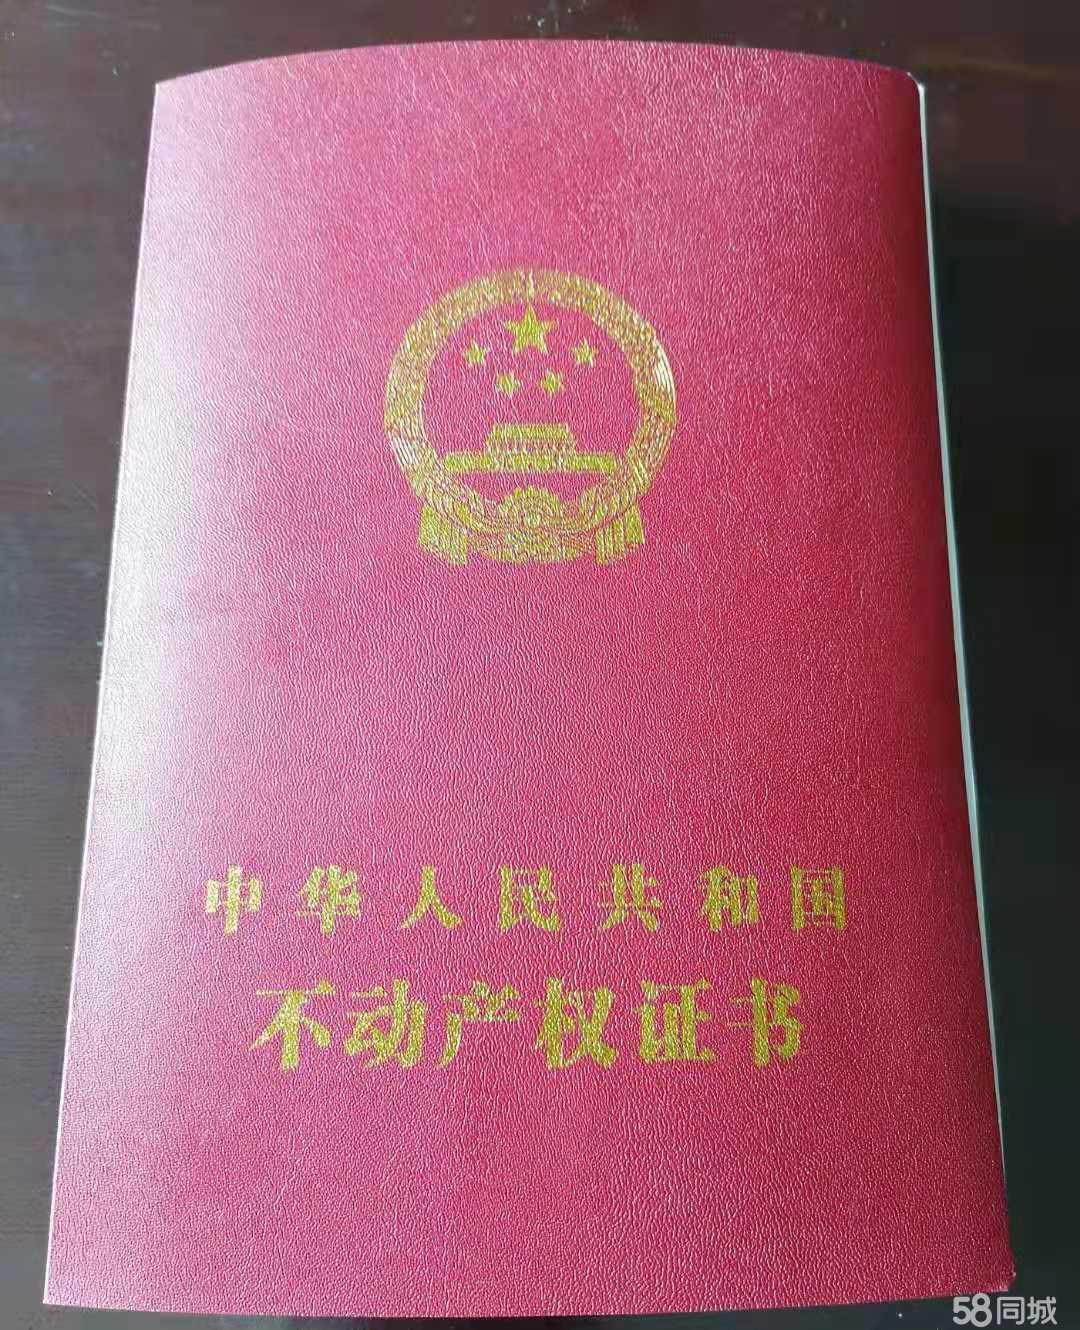 中华人民共和国
不动产权证书
58同城